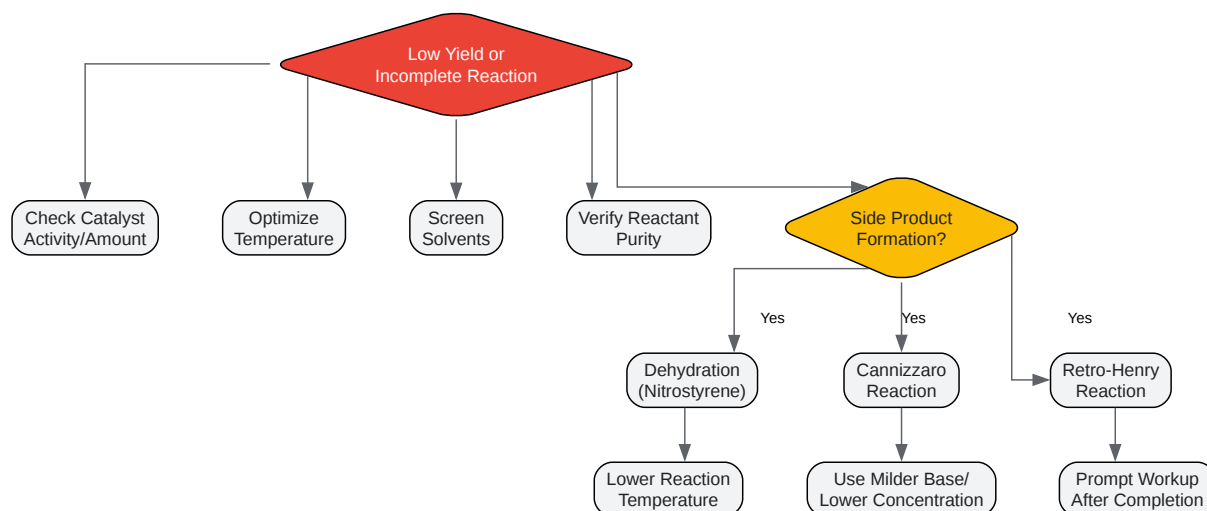 Low Yield or
Incomplete Reaction
Check Catalyst
Activity/Amount
Optimize
Temperature
Screen
Solvents
Verify Reactant
Purity
Side Product
Formation?
Yes
Yes
Yes
Dehydration
(Nitrostyrene)
Cannizzaro
Reaction
Retro-Henry
Reaction
Lower Reaction
Temperature
Use Milder Base/
Lower Concentration
Prompt Workup
After Completion